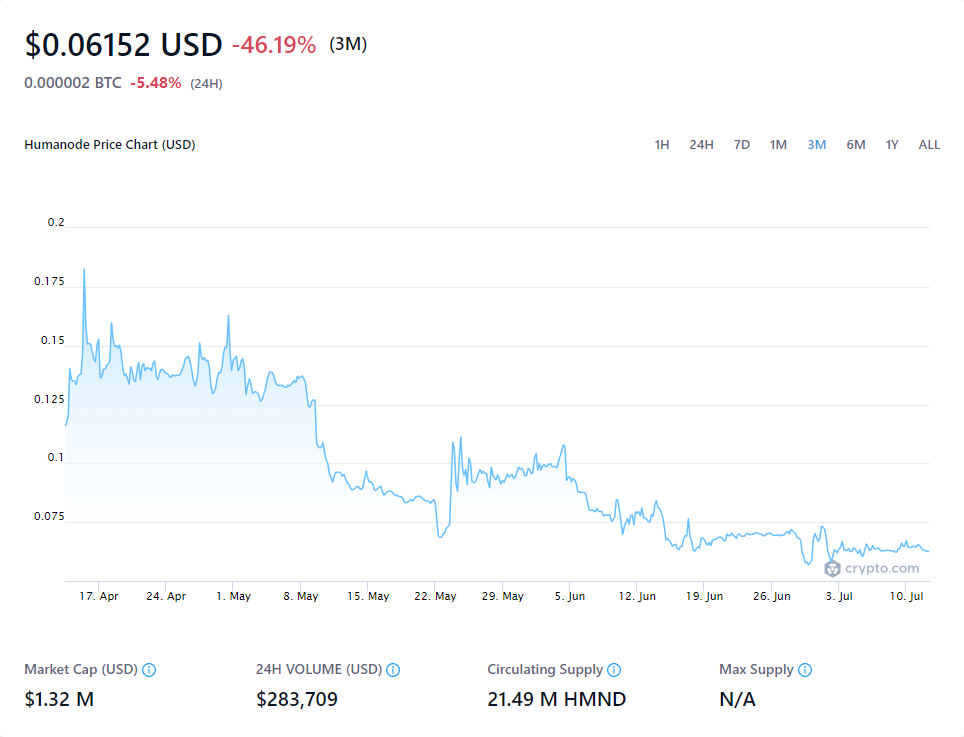 $0.06152 USD -46.19% (3M)
0.000002 BTC -5.48% (24H)
Humanode Price Chart (USD) 1H 24H 7D 1M 3M 6M 1Y ALL
0.2
0.175
0.15
0.125
0.1
0.075
crypto.com
17. Apr 24. Apr 1. May 8. May 15. May 22. May 29. May 5. Jun 12. Jun 19. Jun 26. Jun 3. Jul 10. Jul
Market Cap (USD) 24H VOLUME (USD) Circulating Supply Max Supply
$1.32 M $283,709 21.49 M HMND N/A